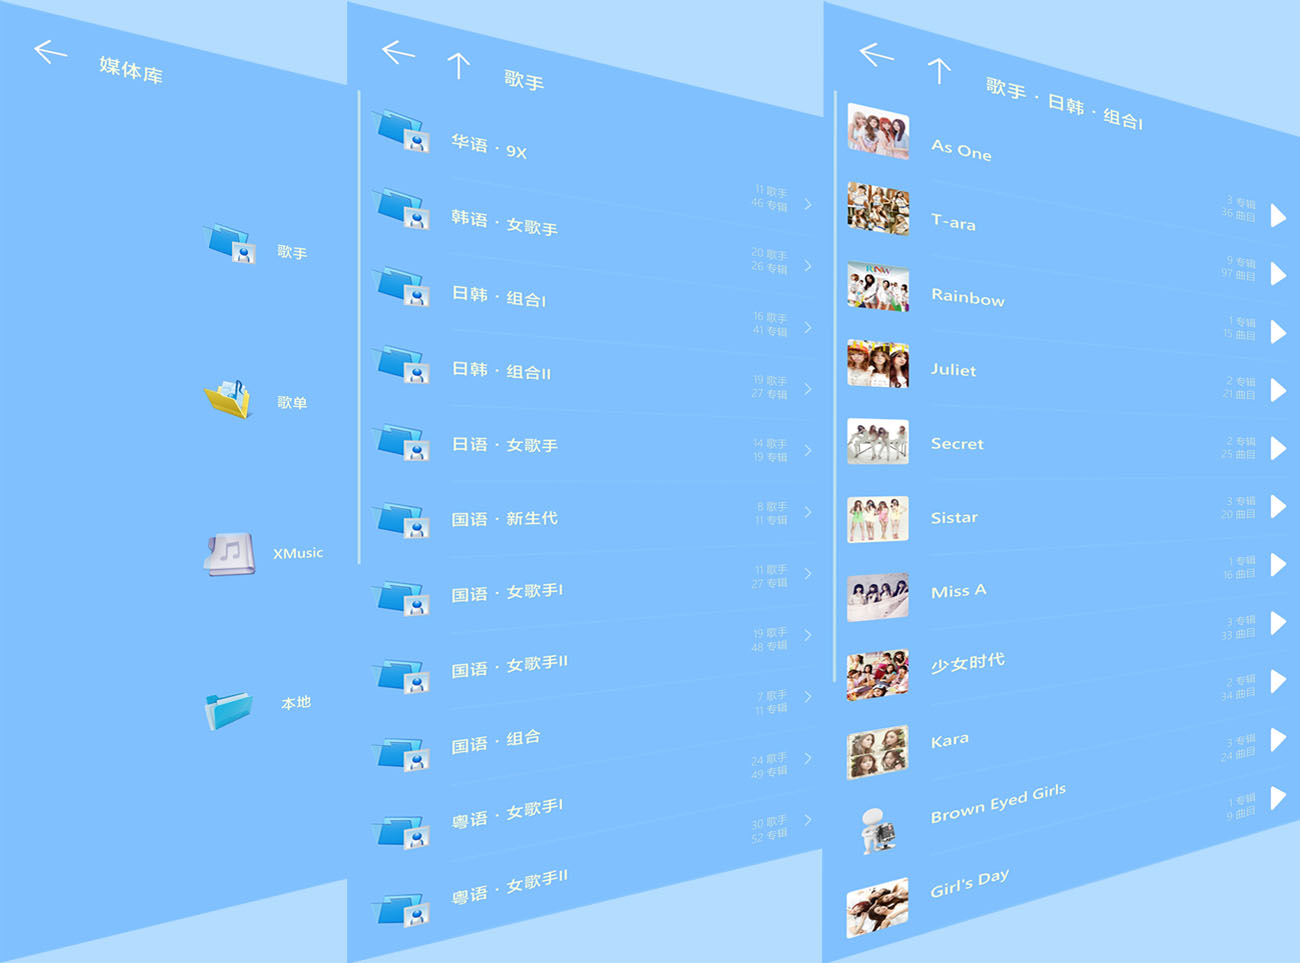 媒体库
歌手
歌单
XMusic
本地
歌手
华语 · 9X
11 歌手
46 专辑
韩语 · 女歌手
20 歌手
26 专辑
日韩 · 组合I
16 歌手
41 专辑
日韩 · 组合II
19 歌手
27 专辑
日语 · 女歌手
14 歌手
19 专辑
国语 · 新生代
8 歌手
11 专辑
国语 · 女歌手I
11 歌手
27 专辑
国语 · 女歌手II
19 歌手
48 专辑
国语 · 组合
7 歌手
11 专辑
粤语 · 女歌手I
24 歌手
49 专辑
粤语 · 女歌手II
30 歌手
52 专辑
歌手 · 日韩 · 组合I
As One
3 专辑
36 曲目
T-ara
9 专辑
97 曲目
Rainbow
1 专辑
15 曲目
Juliet
2 专辑
21 曲目
Secret
2 专辑
25 曲目
Sistar
3 专辑
20 曲目
Miss A
1 专辑
16 曲目
少女时代
3 专辑
33 曲目
Kara
2 专辑
34 曲目
Brown Eyed Girls
3 专辑
24 曲目
Girl's Day
1 专辑
9 曲目